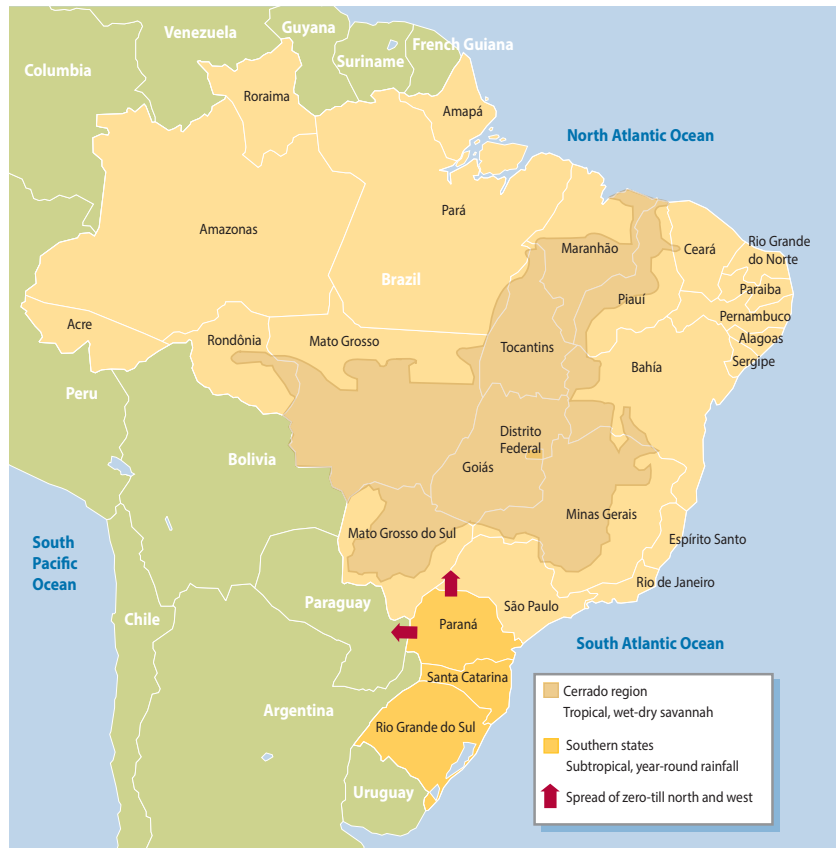 Guyana
Venezuela
French Guiana
Suriname
Columbia
Roraima
Amapá
North Atlantic Ocean
Pará
Amazonas
Maranhão
Ceará
Rio Grande
do Norte
Brazil
Paraiba
Piauí
Pernambuco
Acre
Rondônia
Mato Grosso
Alagoas
Tocantins
Sergipe
Bahía
Peru
Distrito
Federal
Bolivia
Goiás
Minas Gerais
Mato Grosso do Sul
Espírito Santo
South
Pacific
Ocean
Rio de Janeiro
Paraguay
São Paulo
Chile
Paraná
South Atlantic Ocean
Santa Catarina
Argentina
Rio Grande do Sul
Uruguay
Cerrado region
Tropical, wet-dry savannah
Southern states
Subtropical, year-round rainfall
Spread of zero-till north and west